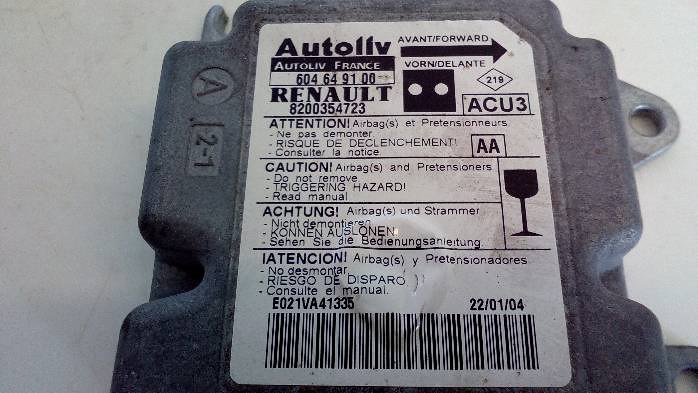 Autoliv
AVANT/FORWARD
AUTOLIV FRANCE
VORN/DELANTE
604 64 91 00
219
RENAULT
8200354723
ACU3
ATTENTION! Airbag(s) et Pretensionneurs
- Ne pas demonter
- RISQUE DE DECLENCHEMENT!
- Consulter la notice
AA
CAUTION! Airbag(s) and Pretensioners
- Do not remove
- TRIGGERING HAZARD!
- Read manual
ACHTUNG! Airbag(s) und Strammer
- Nicht demontieren
- KONNEN AUSLONEN
- Sehen Sie die Bedienungsanleitung
!ATENCION! Airbag(s) y Pretensionadores
- No desmontar
- RIESGO DE DISPARO !
- Consulte el manual.
E021VA41335
22/01/04
A
2-1